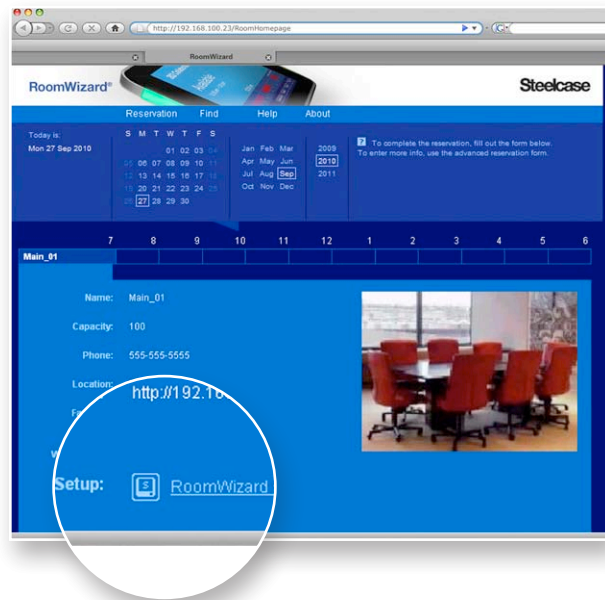 http://192.168.100.23/RoomHomepage
RoomWizard
RoomWizard®
Steelcase
Reservation Find Help About
Today is:
Mon 27 Sep 2010
S M T W T F S
01 02 03 04
05 06 07 08 09 10 11
12 13 14 15 16 17 18
19 20 21 22 23 24 25
26 27 28 29 30
Jan Feb Mar
Apr May Jun
Jul Aug Sep
Oct Nov Dec
2009
2010
2011
? To complete the reservation, fill out the form below.
To enter more info, use the advanced reservation form.
7 8 9 10 11 12 1 2 3 4 5 6
Main_01
Name: Main_01
Capacity: 100
Phone: 555-555-5555
Location:
http://192.16
Setup: S RoomWizard